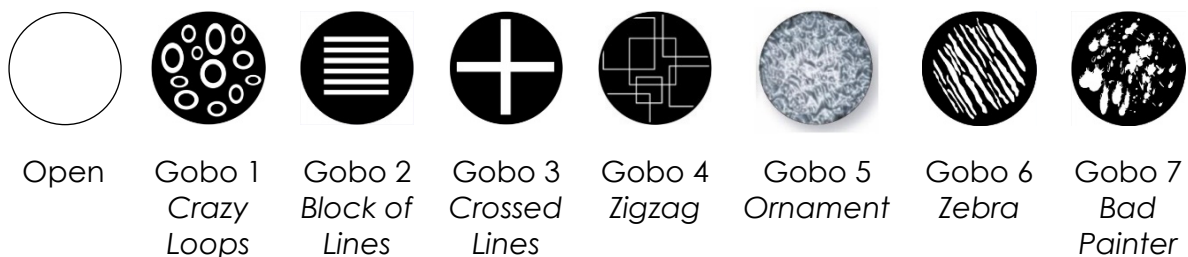 Open
Gobo 1
Crazy
Loops
Gobo 2
Block of
Lines
Gobo 3
Crossed
Lines
Gobo 4
Zigzag
Gobo 5
Ornament
Gobo 6
Zebra
Gobo 7
Bad
Painter